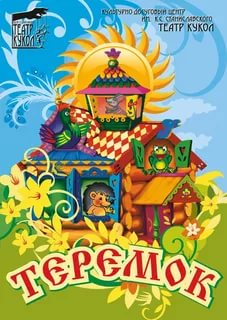 ТЕАТР
КУКОЛ
КУЛЬТУРНО ДОСУГОВЫЙ ЦЕНТР
ИМ. К.С. СТАНИСЛАВСКОГО
ТЕАТР КУКОЛ
ТЕРЕМОК